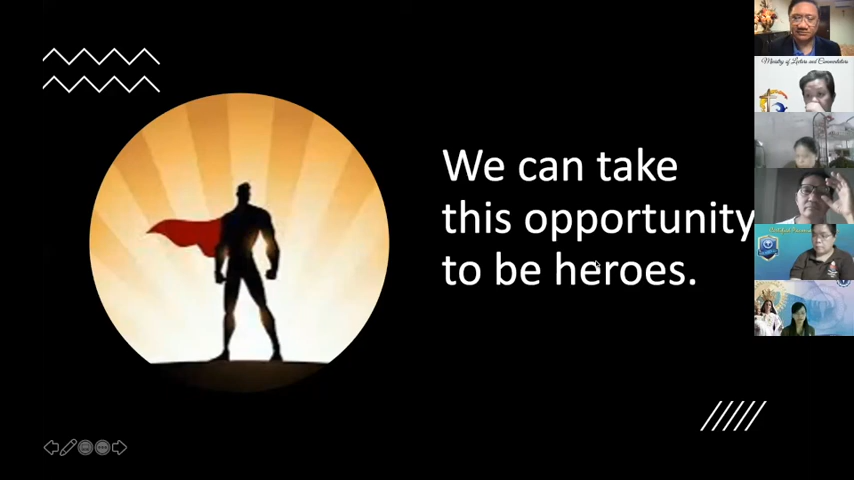 We can take
this opportunity
to be heroes.
Ministry of Lectors and Commentators